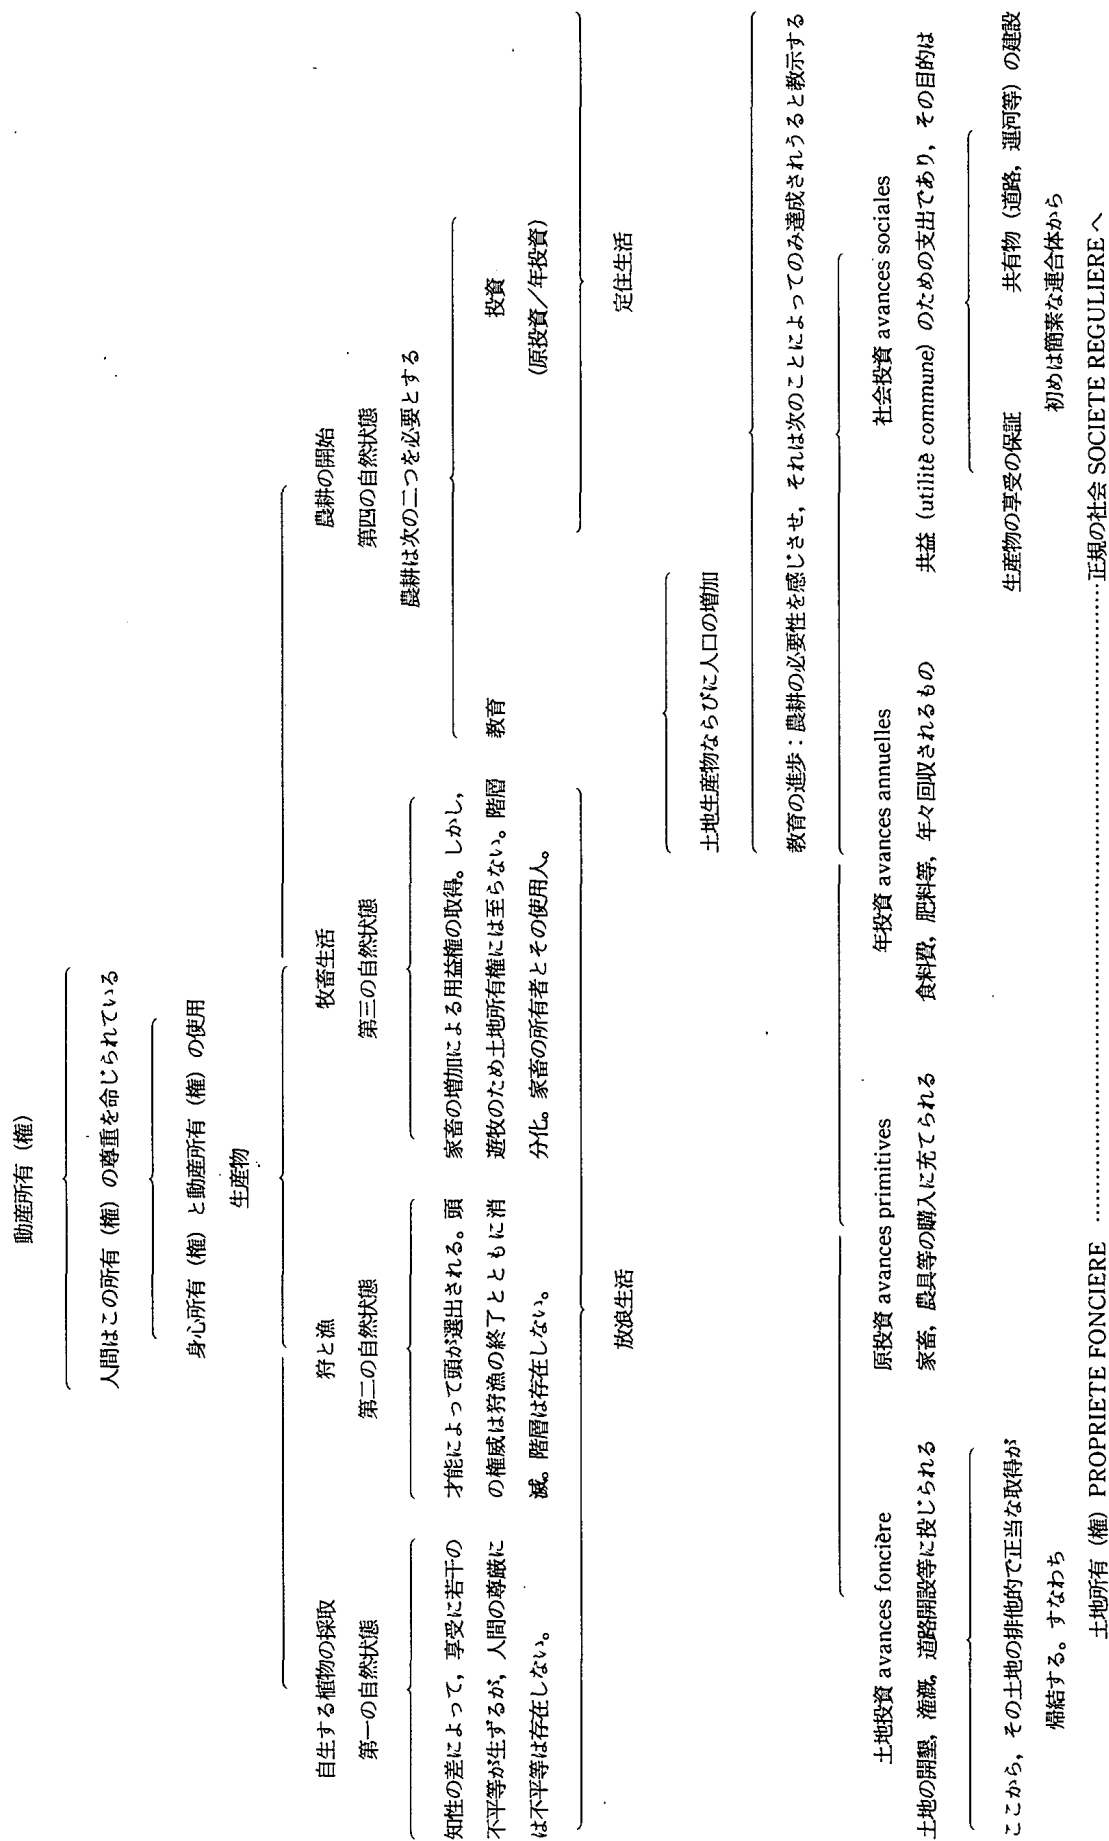 動産所有（権）
人間はこの所有（権）の尊重を命じられている
身心所有（権）と動産所有（権）の使用
生産物
自生する植物の採取
第一の自然状態
知性の差によって，享受に若干の
不平等が生ずるが，人間の尊厳に
は不平等は存在しない。
狩と漁
第二の自然状態
才能によって頭が選出される。頭
の権威は狩漁の終了とともに消
滅。階層は存在しない。
牧畜生活
第三の自然状態
家畜の増加による用益権の取得。しかし，
遊牧のため土地所有権には至らない。階層
分化。家畜の所有者とその使用人。
農耕の開始
第四の自然状態
農耕は次の二つを必要とする
教育
投資
（原投資／年投資）
放浪生活
定住生活
土地生産物ならびに人口の増加
教育の進歩：農耕の必要性を感じさせ，それは次のことによってのみ達成されうると教示する
土地投資 avances foncière
土地の開墾，潅漑，道路開設等に投じられる
ここから，その土地の排他的で正当な取得が
帰結する。すなわち
原投資 avances primitives
家畜，農具等の購入に充てられる
年投資 avances annuelles
食料費，肥料等，年々回収されるもの
社会投資 avances sociales
共益（utilitè commune）のための支出であり，その目的は
生産物の享受の保証
共有物（道路，運河等）の建設
初めは簡素な連合体から
土地所有（権）PROPRIETE FONCIERE ……………………………正規の社会 SOCIETE REGULIERE へ